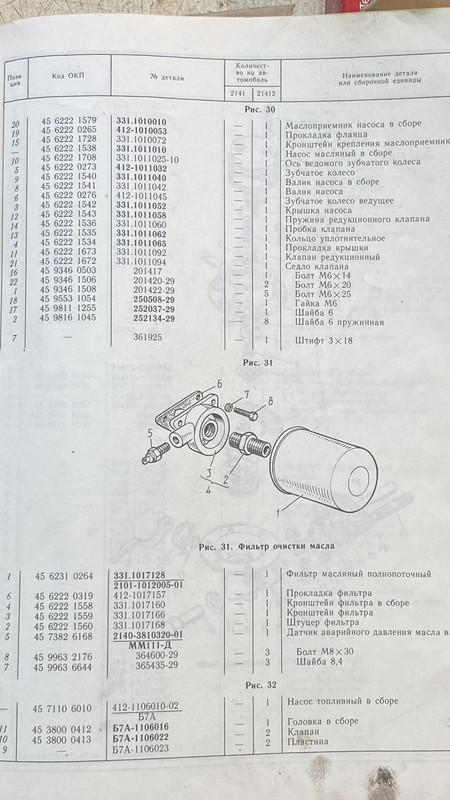 Пози- ция | Код ОКП | № детали | Количест- во на ав- томобиль | Наименование детали или сборочной единицы
2141 | 21412
Рис. 30
20 45 6222 1579 331.1010010 — 1 Маслоприемник насоса в сборе
19 45 6222 0265 412-1010053 — 1 Прокладка фланца
15 45 6222 1728 331.1010072 — 1 Кронштейн крепления маслоприемник
— 45 6222 1538 331.1011010 — 1 Насос масляный в сборе
10 45 6222 1708 331.1011025-10 — 1 Ось ведомого зубчатого колеса
5 45 6222 0273 412-1011032 — 1 Зубчатое колесо
9 45 6222 1540 331.1011040 — 1 Валик насоса в сборе
8 45 6222 1541 331.1011042 — 1 Валик насоса
6 45 6222 0276 412-1011045 — 1 Зубчатое колесо ведущее
3 45 6222 1542 331.1011052 — 1 Крышка насоса
12 45 6222 1543 331.1011058 — 1 Пружина редукционного клапана
14 45 6222 1536 331.1011060 — 1 Пробка клапана
13 45 6222 1535 331.1011062 — 1 Кольцо уплотнительное
4 45 6222 1534 331.1011065 — 1 Прокладка крышки
11 45 6222 1673 331.1011092 — 1 Клапан редукционный
21 45 6222 1672 331.1011094 — 1 Седло клапана
16 45 9346 0503 201417 — 1 Болт М6×14
22 45 9346 1506 201420-29 — 2 Болт М6×20
1 45 9346 1508 201422-29 — 5 Болт М6×25
18 45 9553 1054 250508-29 — 1 Гайка М6
17 45 9811 1255 252037-29 — 1 Шайба 6
2 45 9816 1045 252134-29 — 8 Шайба 6 пружинная
7 — 361925 — 1 Штифт 3×18
Рис. 31
6
7
8
5
3
2
4
1
Рис. 31. Фильтр очистки масла
1 45 6231 0264 331.1017128 — 1 Фильтр масляный полнопоточный
2101-1012005-01
6 45 6222 0319 412-1017157 — 1 Прокладка фильтра
4 45 6222 1558 331.1017160 — 1 Кронштейн фильтра в сборе
3 45 6222 1559 331.1017166 — 1 Кронштейн фильтра
2 45 6222 1560 331.1017168 — 1 Штуцер фильтра
5 45 7382 6168 2140-3810320-01 — 1 Датчик аварийного давления масла в
ММ111-Д
8 45 9963 2176 364600-29 — 3 Болт М8×30
7 45 9963 6644 365435-29 — 3 Шайба 8,4
Рис. 32
— 45 7110 6010 412-1106010-02 — 1 Насос топливный в сборе
Б7А
11 45 3800 0412 Б7А-1106016 — 1 Головка в сборе
10 45 3800 0413 Б7А-1106022 — 2 Клапан
9 — Б7А-1106023 — 2 Пластина